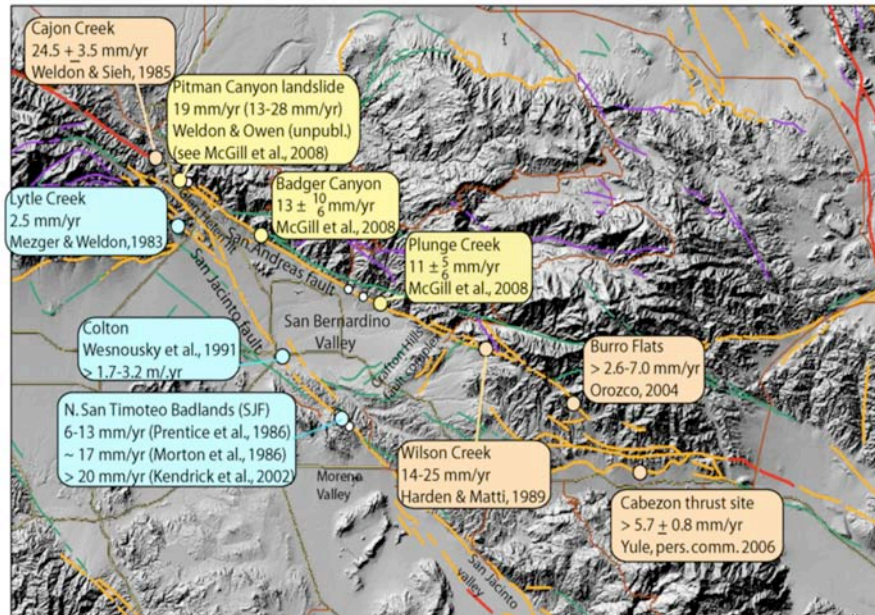 Cajon Creek
24.5 ± 3.5 mm/yr
Weldon & Sieh, 1985
Pitman Canyon landslide
19 mm/yr (13-28 mm/yr)
Weldon & Owen (unpubl.)
(see McGill et al., 2008)
Lytle Creek
2.5 mm/yr
Mezger & Weldon,1983
Badger Canyon
13 ± 10/6 mm/yr
McGill et al., 2008
Plunge Creek
11 ± 5/6 mm/yr
McGill et al., 2008
San Andreas fault
San Jacinto fault
San Bernardino
Valley
Crafton Hills
fault complex
Colton
Wesnousky et al., 1991
> 1.7-3.2 m/.yr
Burro Flats
> 2.6-7.0 mm/yr
Orozco, 2004
N. San Timoteo Badlands (SJF)
6-13 mm/yr (Prentice et al., 1986)
~ 17 mm/yr (Morton et al., 1986)
> 20 mm/yr (Kendrick et al., 2002)
Moreno
Valley
Wilson Creek
14-25 mm/yr
Harden & Matti, 1989
Cabezon thrust site
> 5.7 ± 0.8 mm/yr
Yule, pers. comm. 2006
San Jacinto
valley